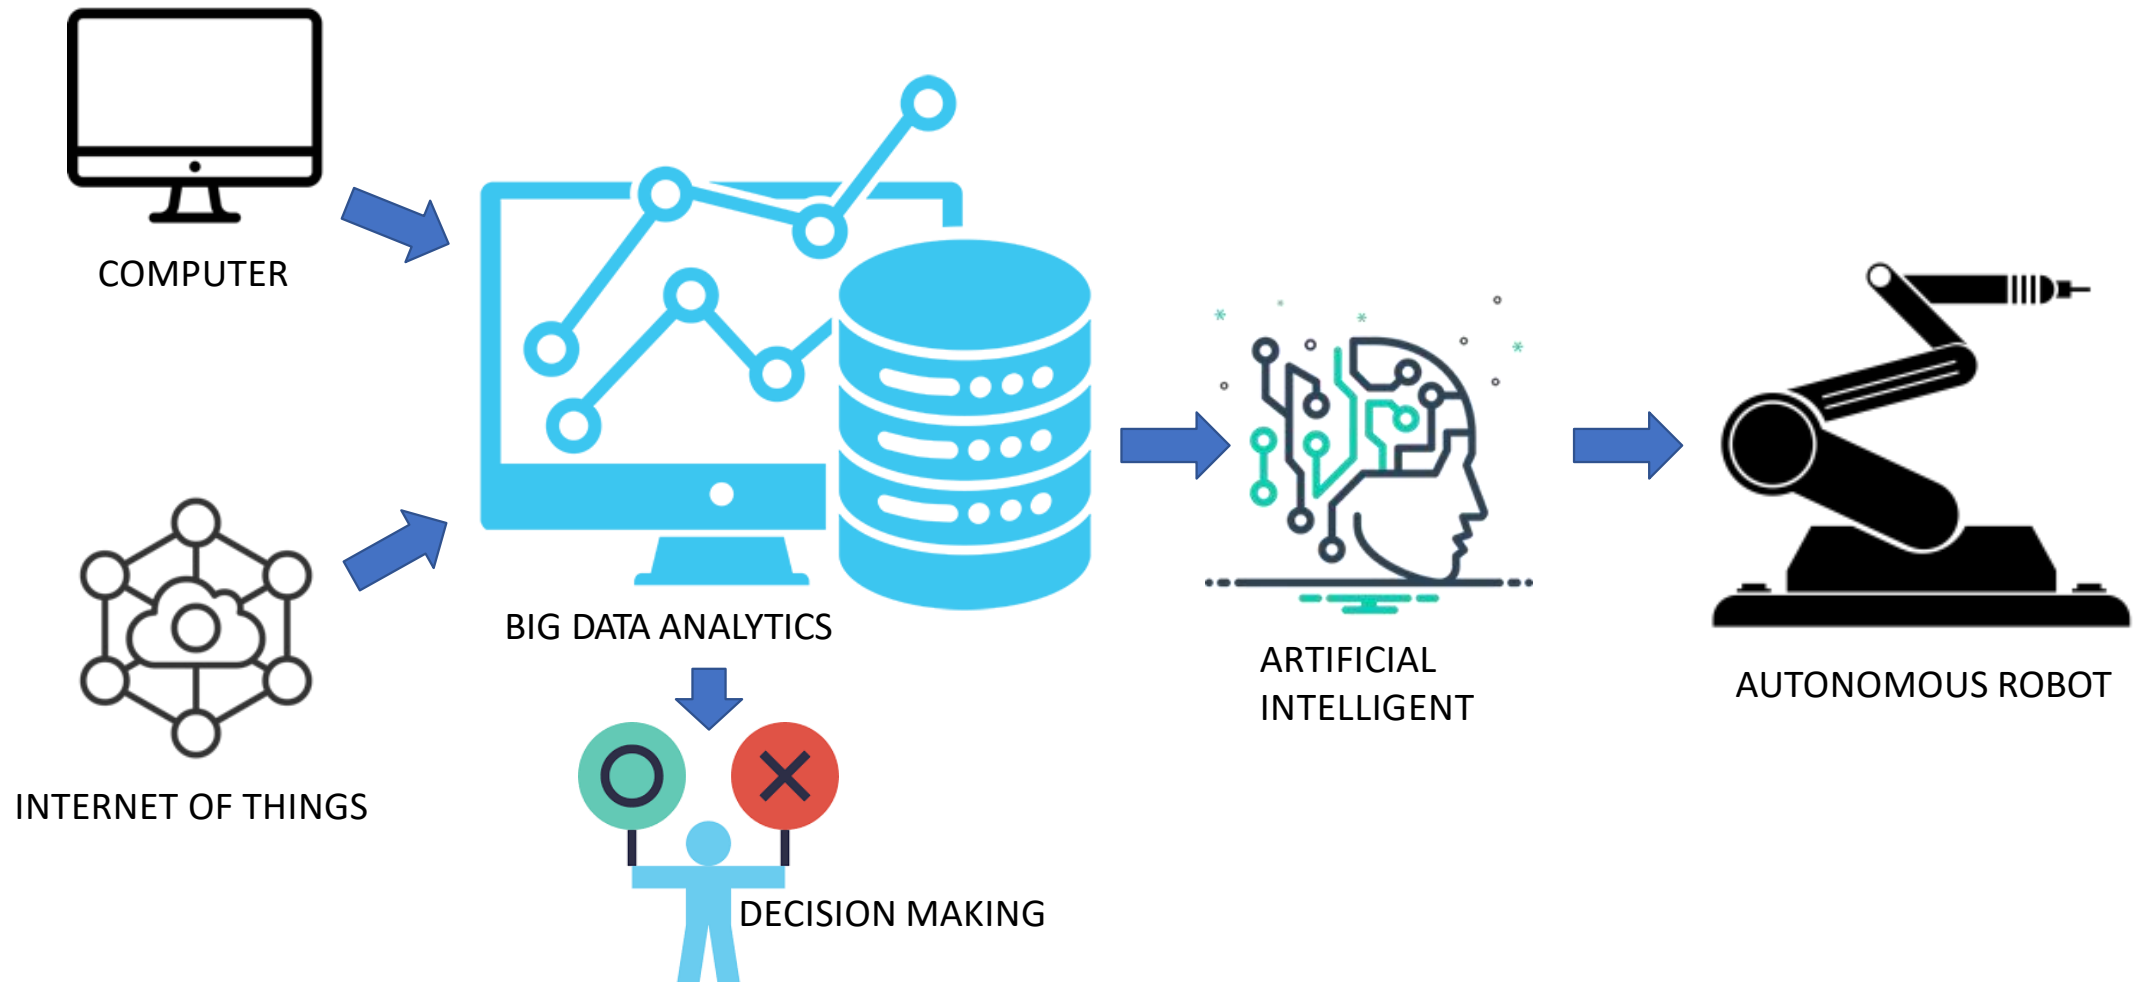 COMPUTER
INTERNET OF THINGS
BIG DATA ANALYTICS
DECISION MAKING
ARTIFICIAL
INTELLIGENT
AUTONOMOUS ROBOT